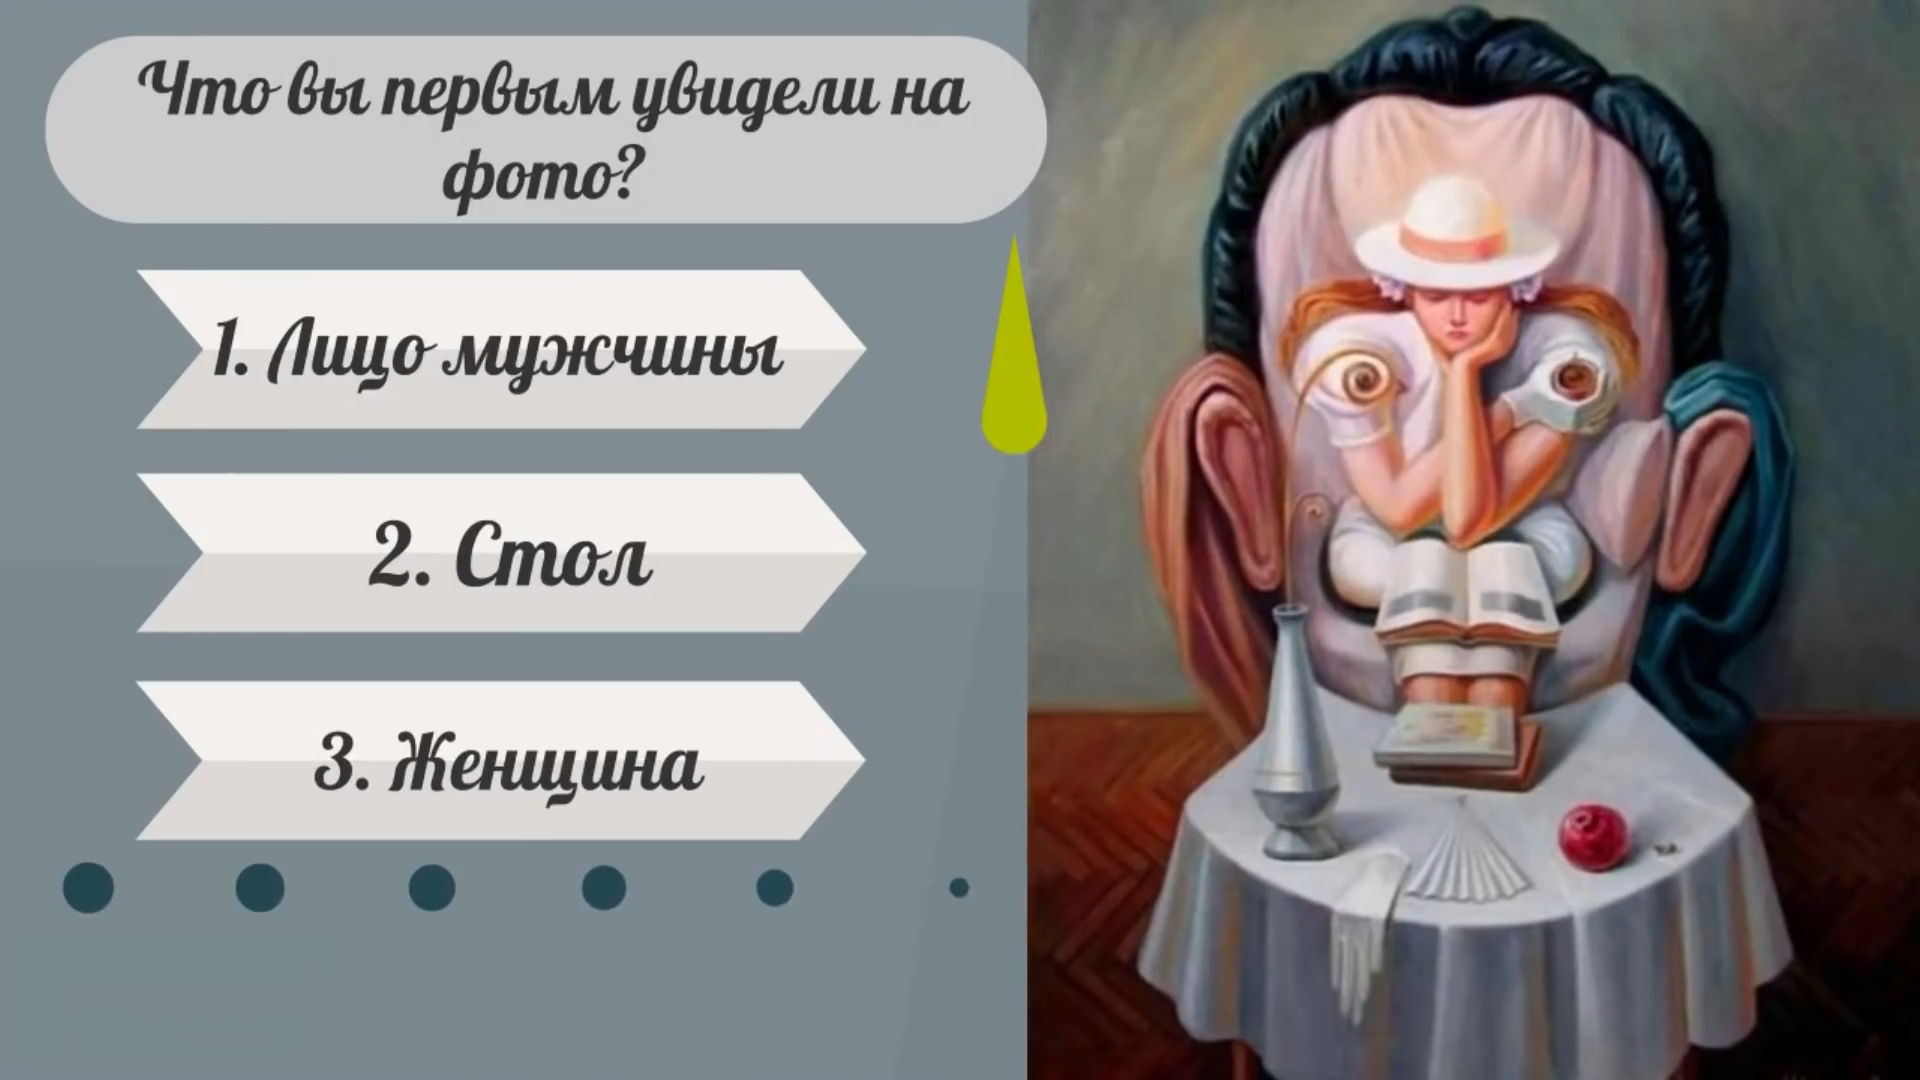 Что вы первым увидели на
фото?
1. Лицо мужчины
2. Стол
3. Женщина